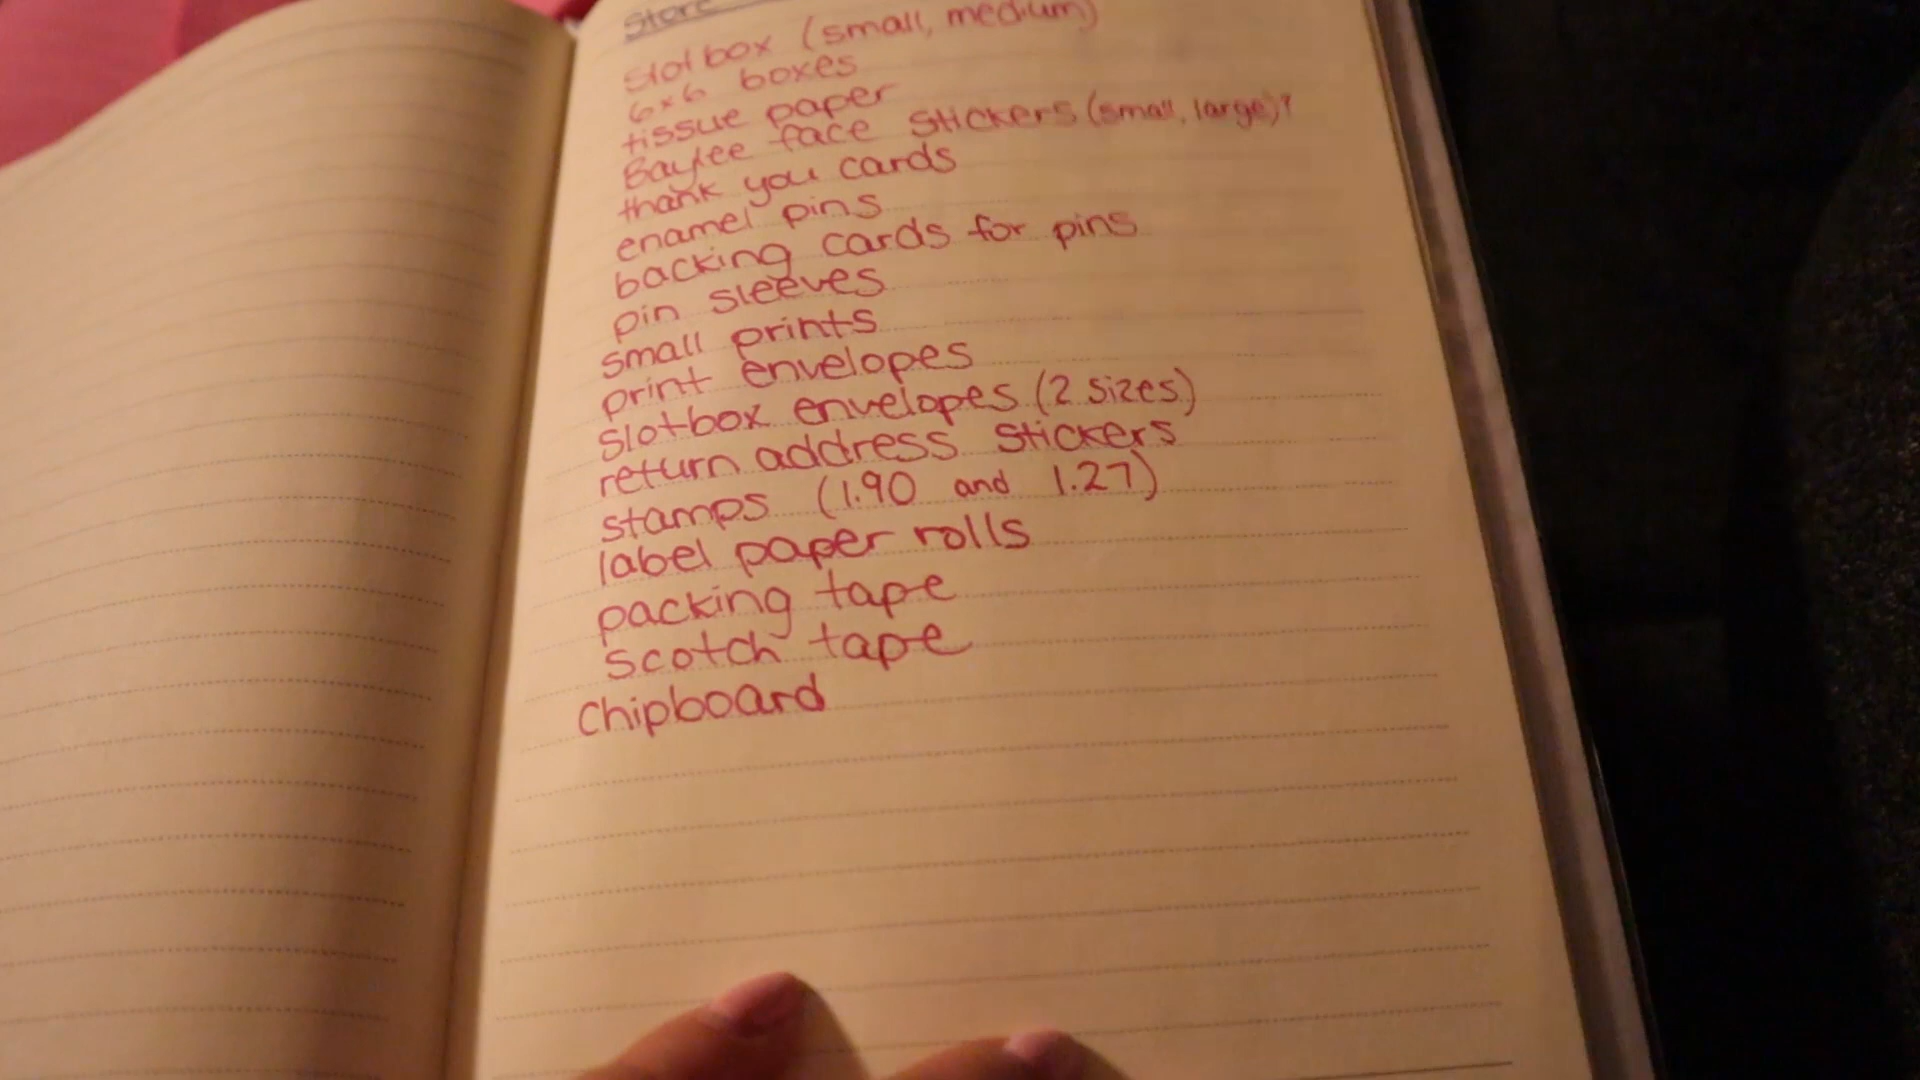 Store
slotbox (small, medium)
6x6 boxes
tissue paper
Baylee face stickers (small, large)?
thank you cards
enamel pins
backing cards for pins
pin sleeves
small prints
print envelopes
slotbox envelopes (2 sizes)
return address stickers
stamps (1.90 and 1.27)
label paper rolls
packing tape
scotch tape
Chipboard